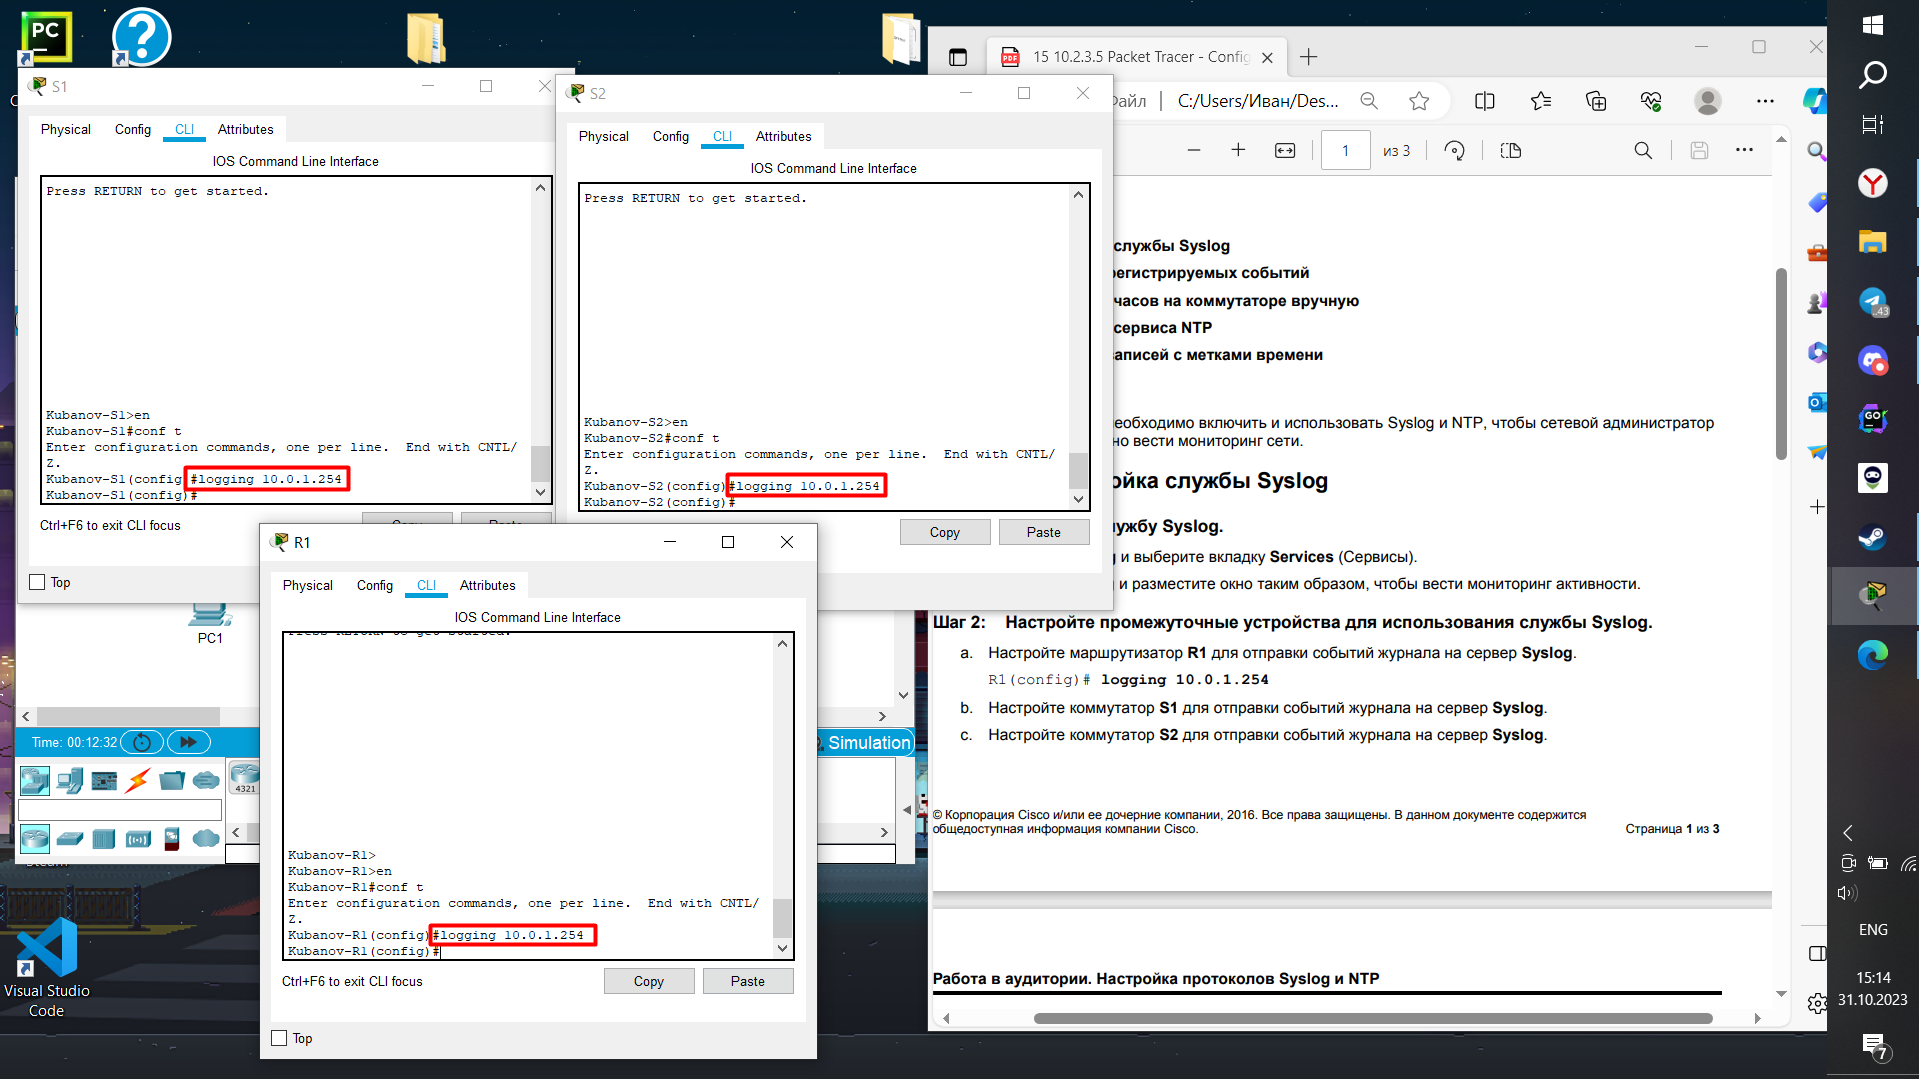 S1
Physical
Config
CLI
Attributes
IOS Command Line Interface
Press RETURN to get started.
Kubanov-S1>en
Kubanov-S1#conf t
Enter configuration commands, one per line.  End with CNTL/
Z.
Kubanov-S1(config)#logging 10.0.1.254
Kubanov-S1(config)#
Ctrl+F6 to exit CLI focus
Copy
Paste
Top
S2
Physical
Config
CLI
Attributes
IOS Command Line Interface
Press RETURN to get started.
Kubanov-S2>en
Kubanov-S2#conf t
Enter configuration commands, one per line.  End with CNTL/
Z.
Kubanov-S2(config)#logging 10.0.1.254
Kubanov-S2(config)#
Copy
Paste
R1
Physical
Config
CLI
Attributes
IOS Command Line Interface
Press RETURN to get started.
Kubanov-R1>
Kubanov-R1>en
Kubanov-R1#conf t
Enter configuration commands, one per line.  End with CNTL/
Z.
Kubanov-R1(config)#logging 10.0.1.254
Kubanov-R1(config)#
Ctrl+F6 to exit CLI focus
Copy
Paste
Top
PC1
Time: 00:12:32
Simulation
4321
PC
Visual Studio
Code
15 10.2.3.5 Packet Tracer - Config
Файл
C:/Users/Иван/Des...
1
из 3
службы Syslog
регистрируемых событий
часов на коммутаторе вручную
сервиса NTP
аписей с метками времени
еобходимо включить и использовать Syslog и NTP, чтобы сетевой администратор
но вести мониторинг сети.
ойка службы Syslog
ужбу Syslog.
g и выберите вкладку Services (Сервисы).
g и разместите окно таким образом, чтобы вести мониторинг активности.
Шаг 2: Настройте промежуточные устройства для использования службы Syslog.
a. Настройте маршрутизатор R1 для отправки событий журнала на сервер Syslog.
R1(config)# logging 10.0.1.254
b. Настройте коммутатор S1 для отправки событий журнала на сервер Syslog.
c. Настройте коммутатор S2 для отправки событий журнала на сервер Syslog.
© Корпорация Cisco и/или ее дочерние компании, 2016. Все права защищены. В данном документе содержится
общедоступная информация компании Cisco.
Страница 1 из 3
Работа в аудитории. Настройка протоколов Syslog и NTP
43
GO
ENG
15:14
31.10.2023
7